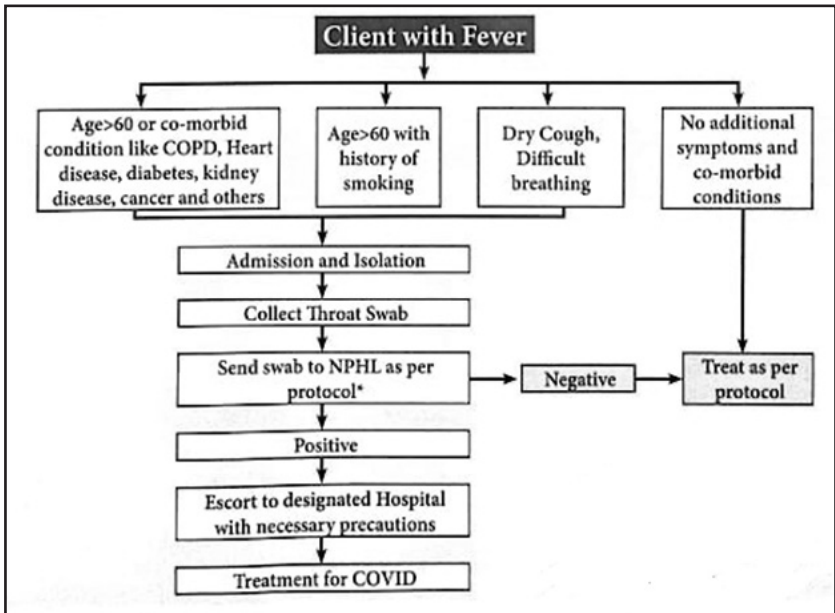 Client with Fever
Age>60 or co-morbid
condition like COPD, Heart
disease, diabetes, kidney
disease, cancer and others
Age>60 with
history of
smoking
Dry Cough,
Difficult
breathing
No additional
symptoms and
co-morbid
conditions
Admission and Isolation
Collect Throat Swab
Send swab to NPHL as per
protocol*
Negative
Treat as per
protocol
Positive
Escort to designated Hospital
with necessary precautions
Treatment for COVID